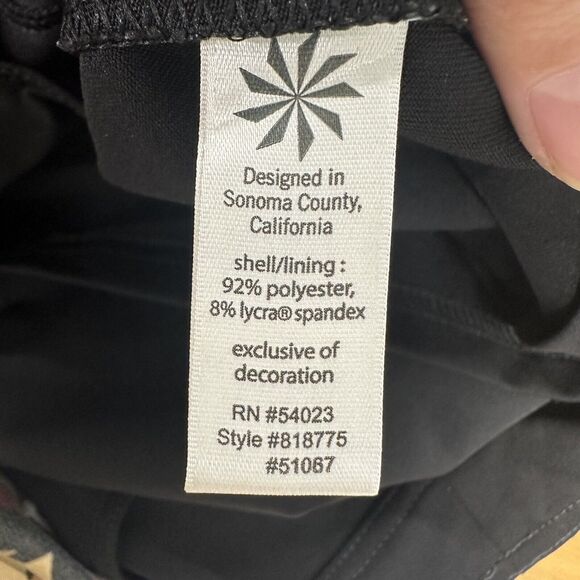 Designed in
Sonoma County,
California
shell/lining :
92% polyester,
8% lycra® spandex
exclusive of
decoration
RN #54023
Style #818775
#51067